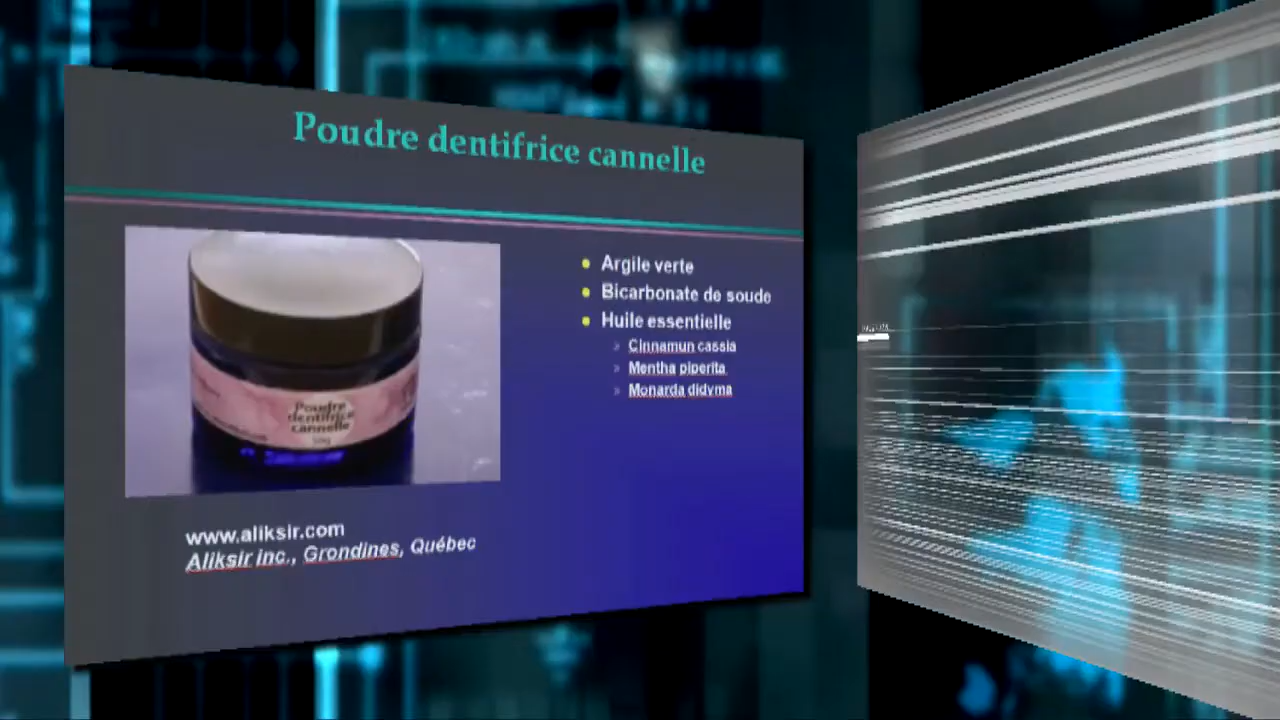 Poudre dentifrice cannelle
Argile verte
Bicarbonate de soude
Huile essentielle
Cinnamun cassia
Mentha piperita
Monarda didyma
Poudre
dentifrice
cannelle
50g
www.aliksir.com
Aliksir inc., Grondines, Québec